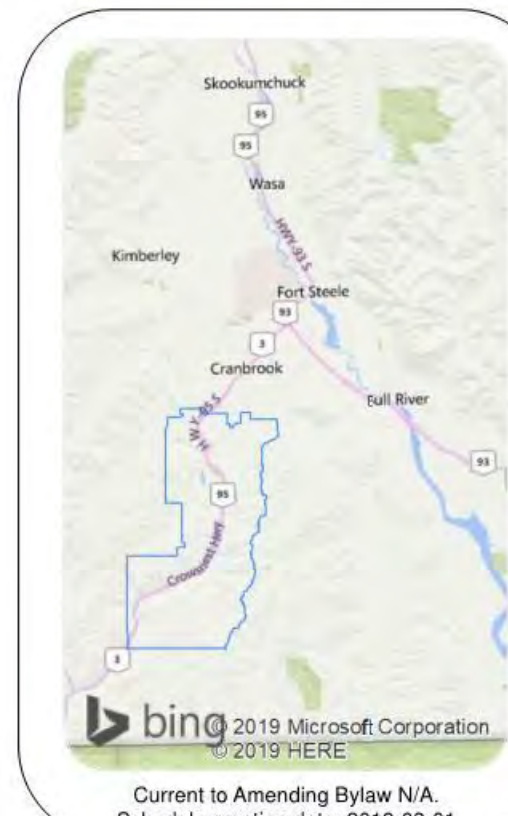 Skookumchuck
95
95
Wasa
HWY-93 S
Kimberley
Fort Steele
93
3
Cranbrook
Bull River
W Y-95 S
H
93
95
Crowsnest Hwy
3
bing
© 2019 Microsoft Corporation
© 2019 HERE
Current to Amending Bylaw N/A.